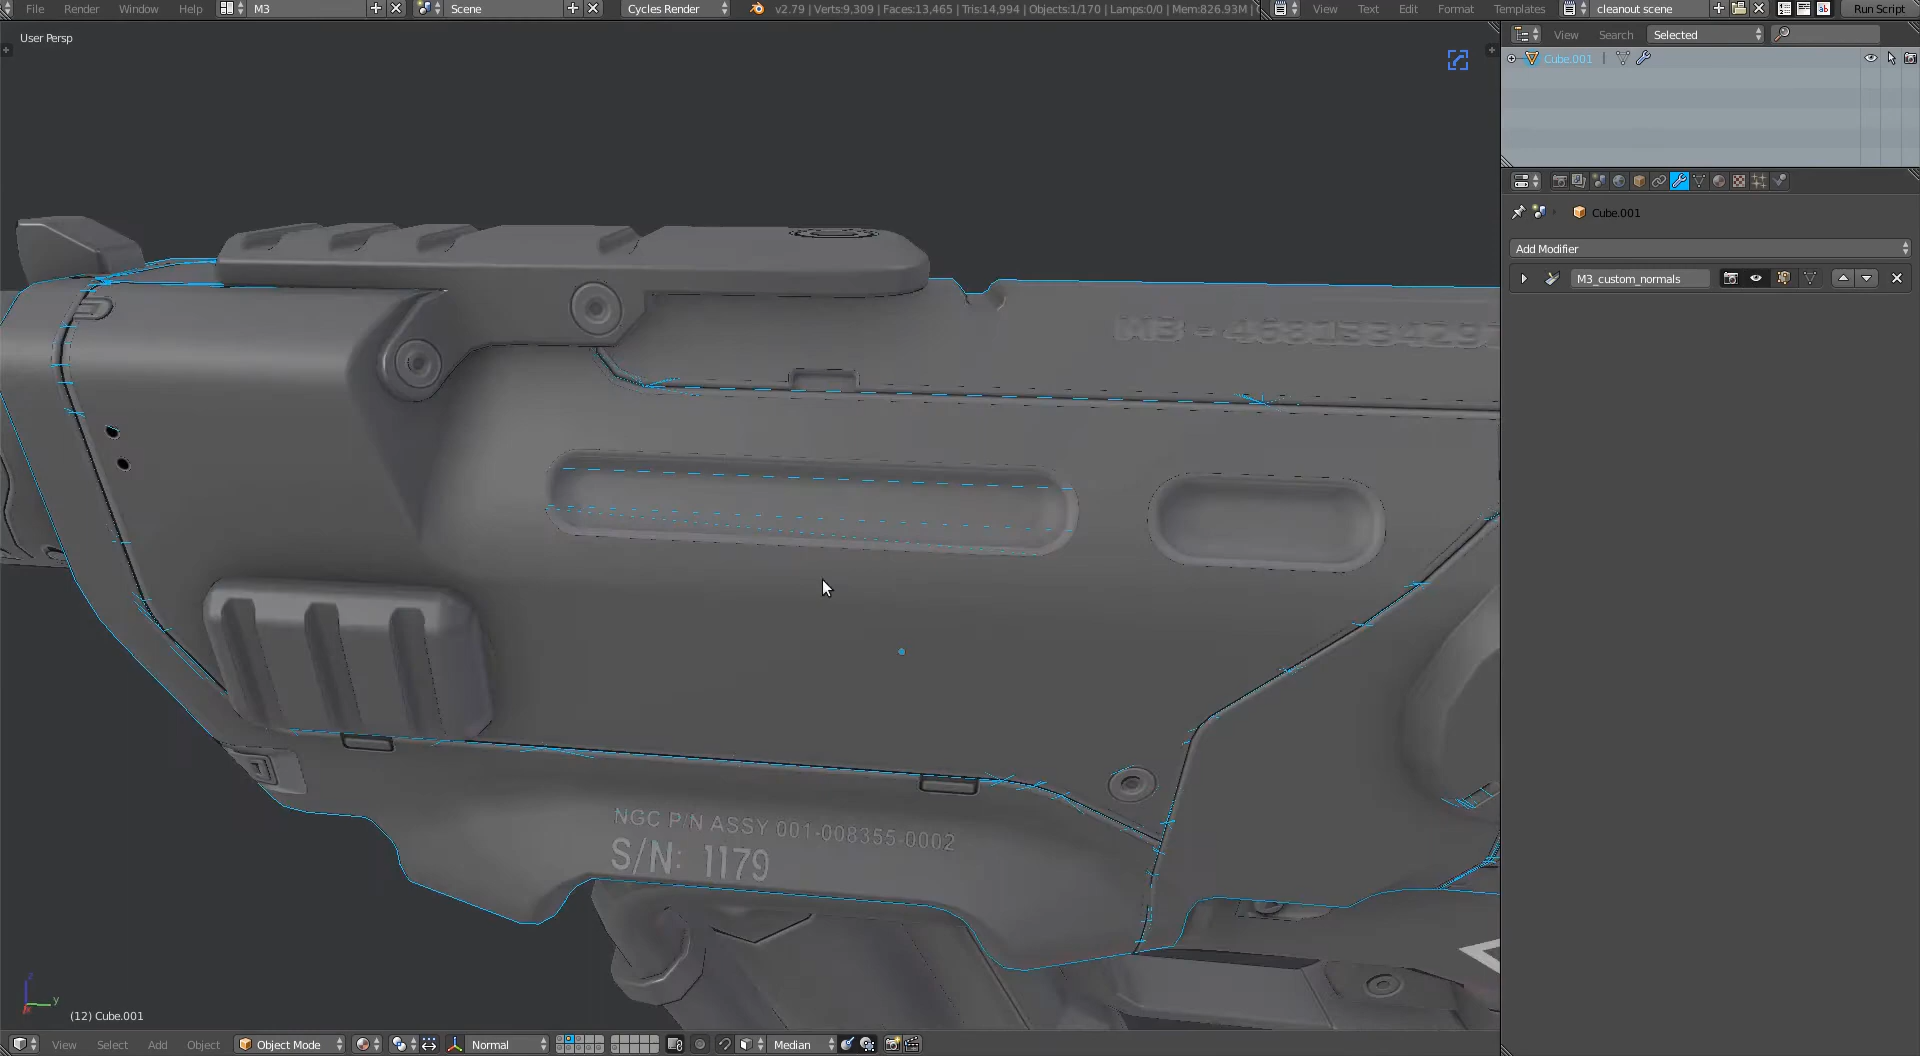 File Render Window Help M3 Scene Cycles Render v2.79 | Verts:9,309 | Faces:13,465 | Tris:14,994 | Objects:1/170 | Lamps:0/0 | Mem:826.93M | View Text Edit Format Templates cleanout scene Run Script
User Persp
View Search Selected
Cube.001
Cube.001
Add Modifier
M3_custom_normals
M3 - 468133429
NGC P/N ASSY 001-008355-0002
S/N: 1179
z
y
(12) Cube.001
View Select Add Object Object Mode Normal Median